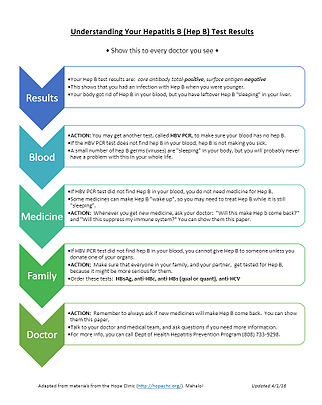 Understanding Your Hepatitis B (Hep B) Test Results
• Show this to every doctor you see •
Results
•Your Hep B test results are: core antibody total positive, surface antigen negative
•This shows that you had an infection with Hep B when you were younger.
•Your body got rid of Hep B in your blood, but you have leftover Hep B "sleeping" in your liver.
Blood
•ACTION: You may get another test, called HBV PCR, to make sure your blood has no hep B.
•If the HBV PCR test does not find hep B in your blood, hep B is not making you sick.
•A small number of hep B germs (viruses) are "sleeping" in your body, but you will probably never
have a problem with this in your whole life.
Medicine
•If HBV PCR test did not find Hep B in your blood, you do not need medicine for Hep B.
•Some medicines can make Hep B "wake up", so you may need to treat Hep B while it is still
"sleeping".
•ACTION: Whenever you get new medicine, ask your doctor: "Will this make Hep B come back?"
and "Will this suppress my immune system?" You can show them this paper.
Family
•If HBV PCR test did not find Hep B in your blood, you cannot give Hep B to someone unless you
donate one of your organs.
•ACTION: Make sure that everyone in your family, and your partner, get tested for Hep B,
because it might be more serious for them.
•Order these tests: HBsAg, anti-HBc, anti-HBs (qual or quant), anti-HCV
Doctor
•ACTION: Remember to always ask if new medicines will make Hep B come back. You can show
them this paper.
•Talk to your doctor and medical team, and ask questions if you need more information.
•For more info, you can call Dept of Health Hepatitis Prevention Program (808) 733-9298.
Adapted from materials from the Hope Clinic (http://hopechc.org/). Mahalo!
Updated 4/1/16